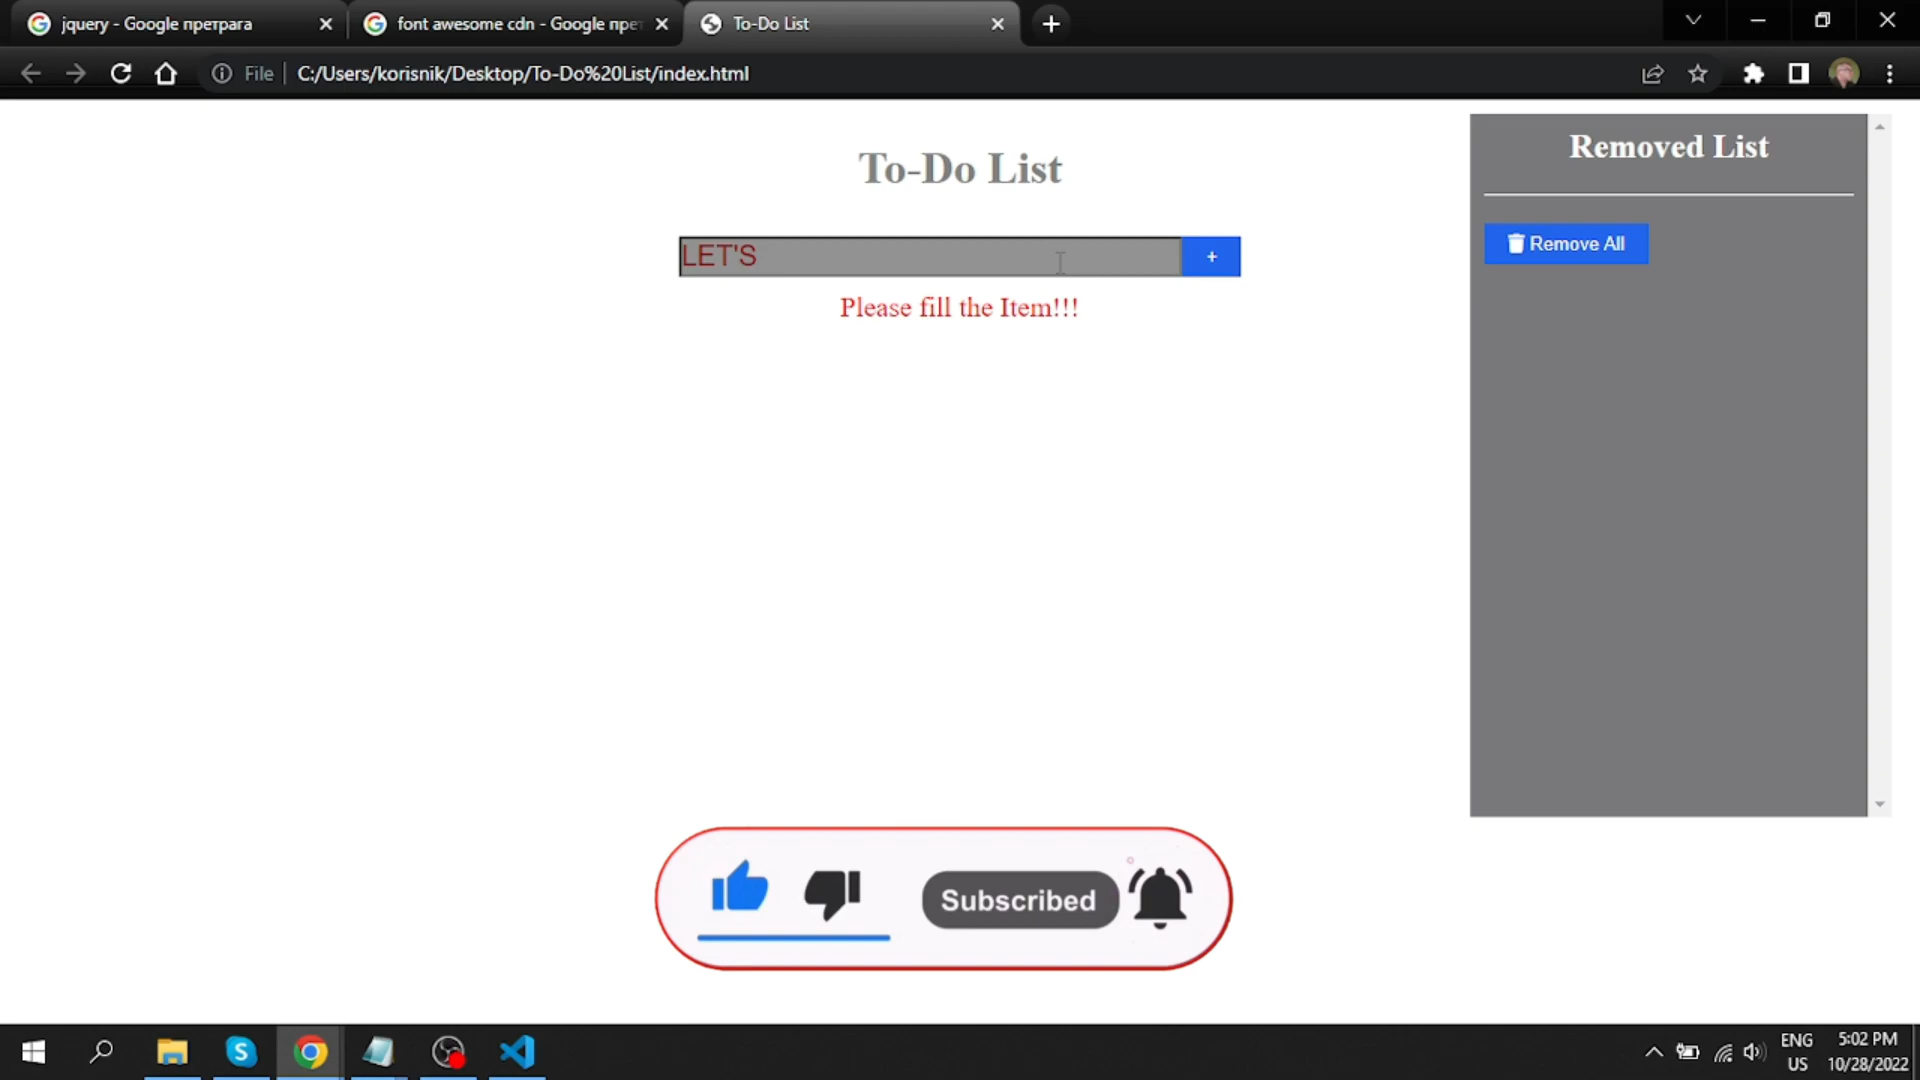 jquery - Google претрага
font awesome cdn - Google пре
To-Do List
File
C:/Users/korisnik/Desktop/To-Do%20List/index.html
To-Do List
LET'S
+
Please fill the Item!!!
Removed List
Remove All
Subscribed
ENG
US
5:02 PM
10/28/2022